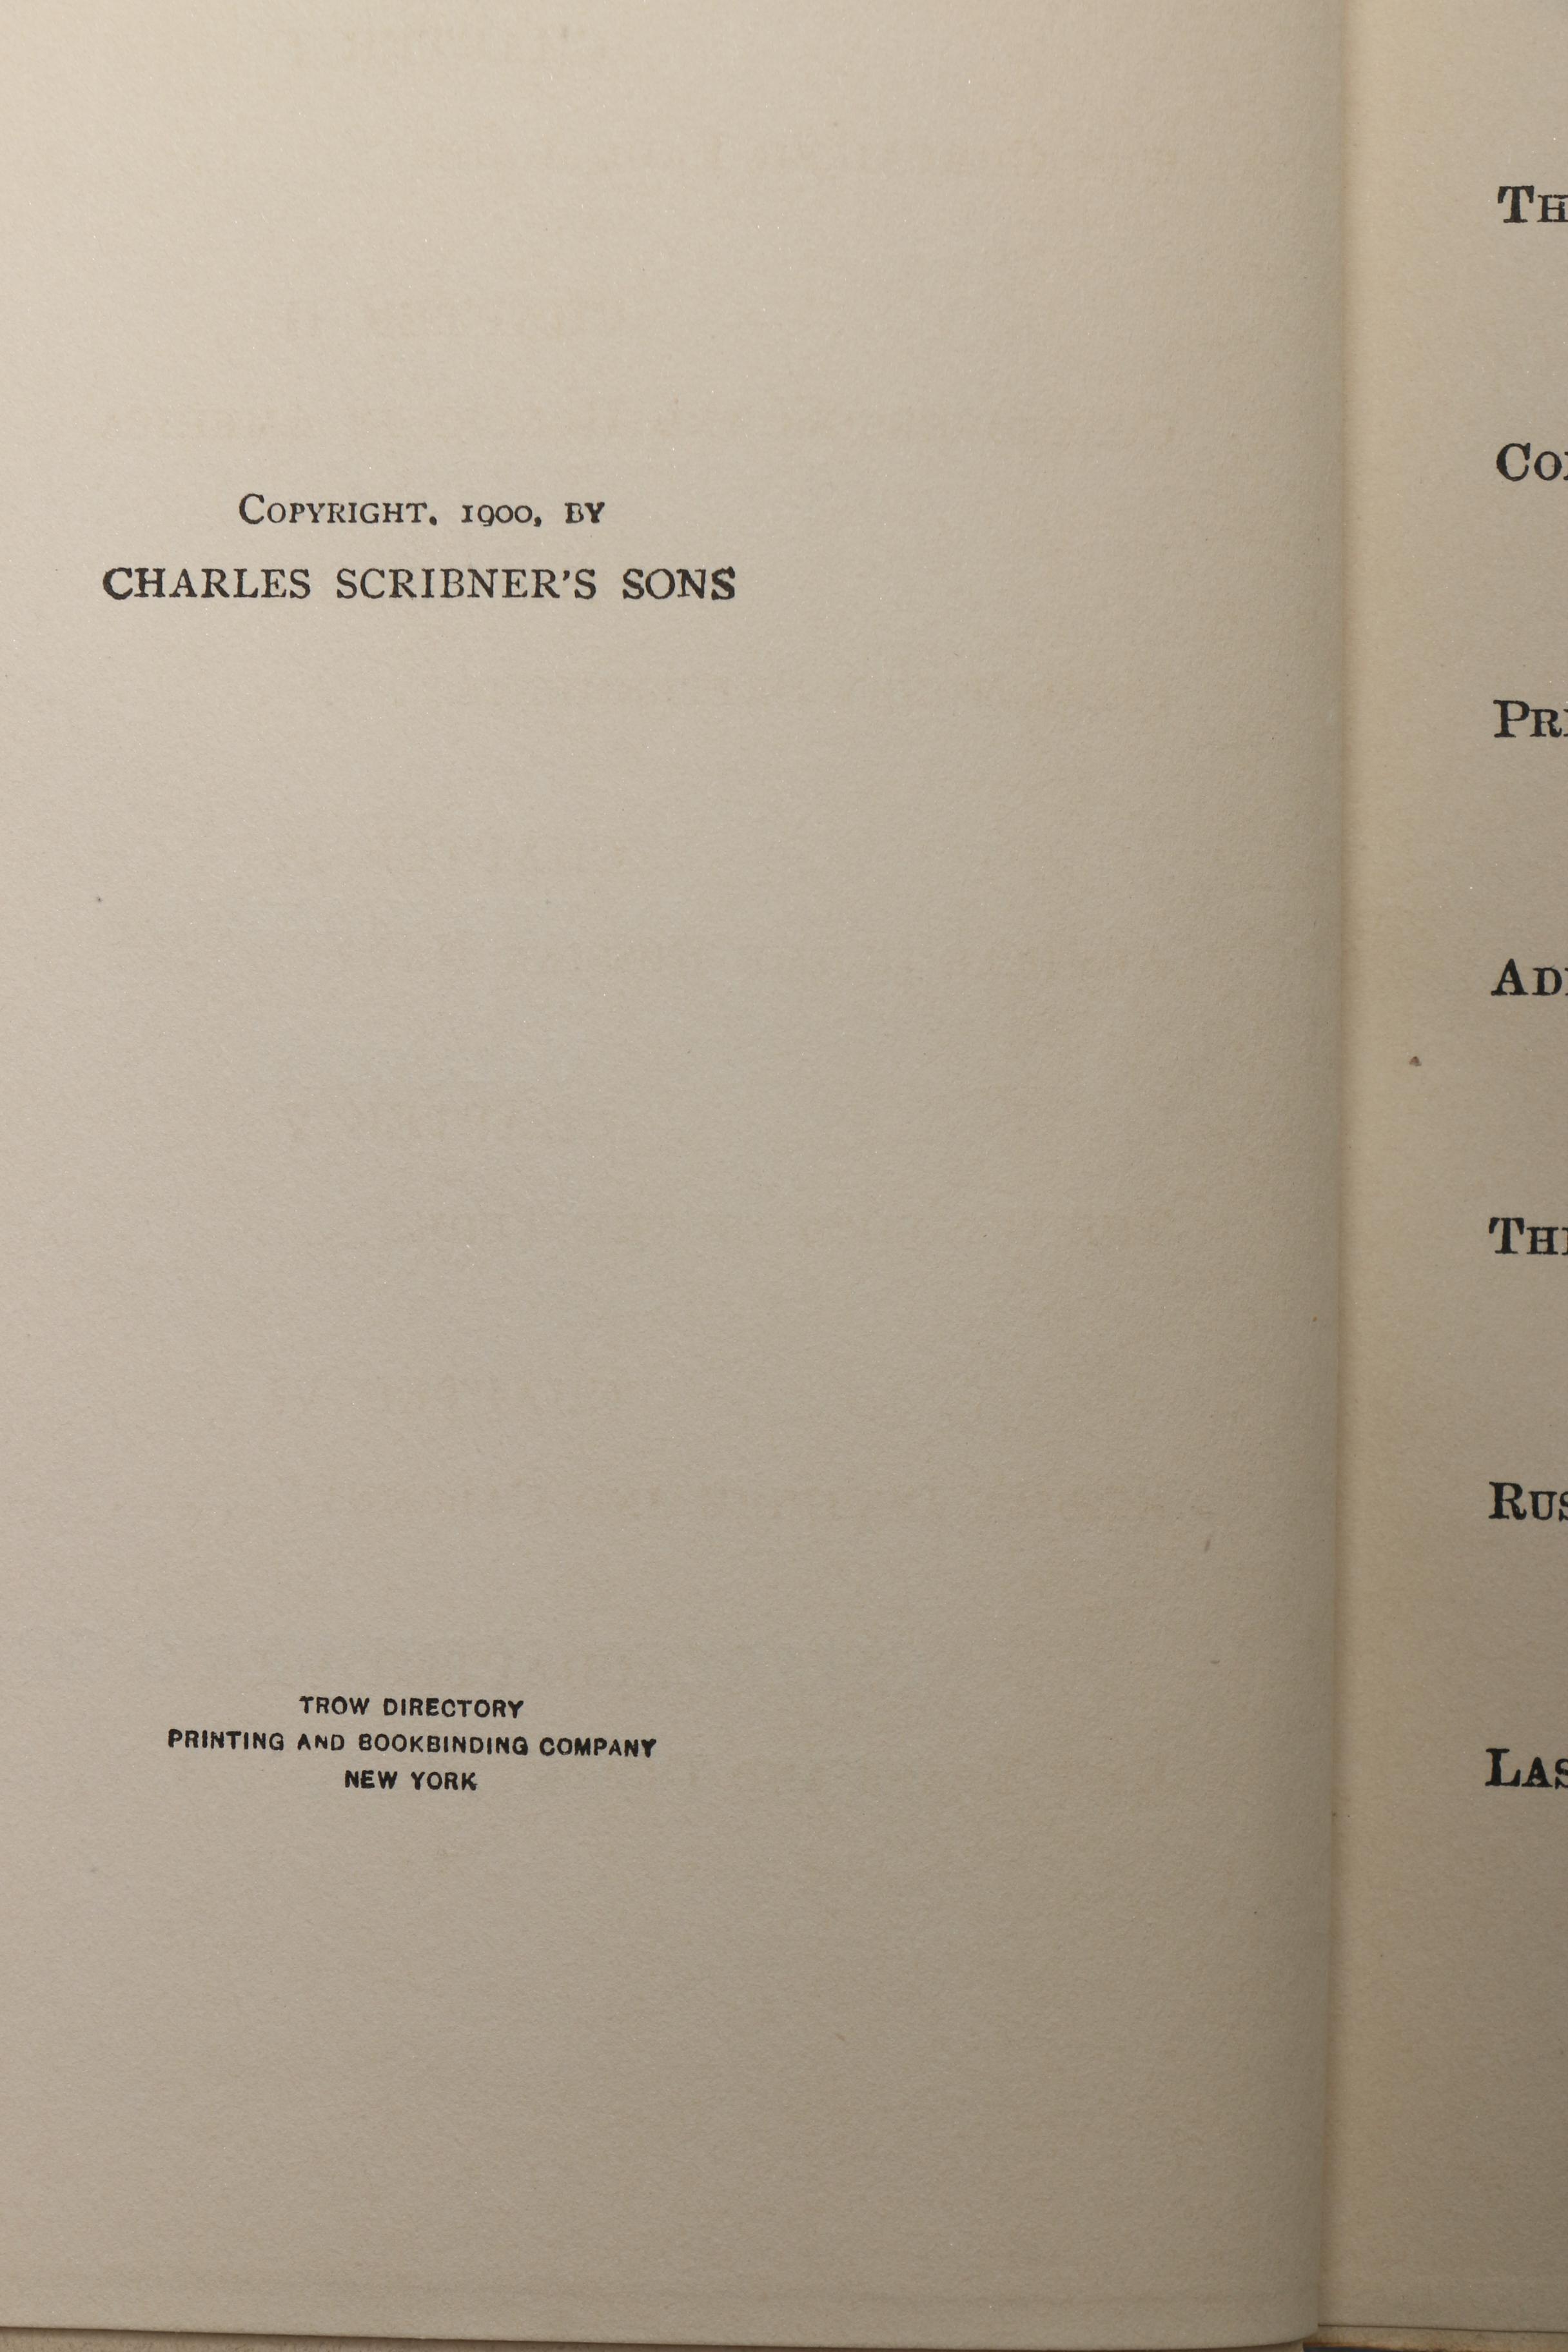 COPYRIGHT, 1900, BY
CHARLES SCRIBNER'S SONS
TROW DIRECTORY
PRINTING AND BOOKBINDING COMPANY
NEW YORK